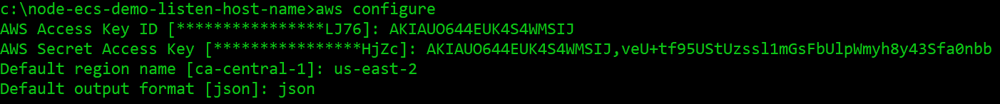 c:\node-ecs-demo-listen-host-name>aws configure
AWS Access Key ID [****************LJ76]: AKIAUO644EUK4S4WMSIJ
AWS Secret Access Key [****************HjZc]: AKIAUO644EUK4S4WMSIJ,veU+tf95UStUzssl1mGsFbUlpWmyh8y43Sfa0nbb
Default region name [ca-central-1]: us-east-2
Default output format [json]: json